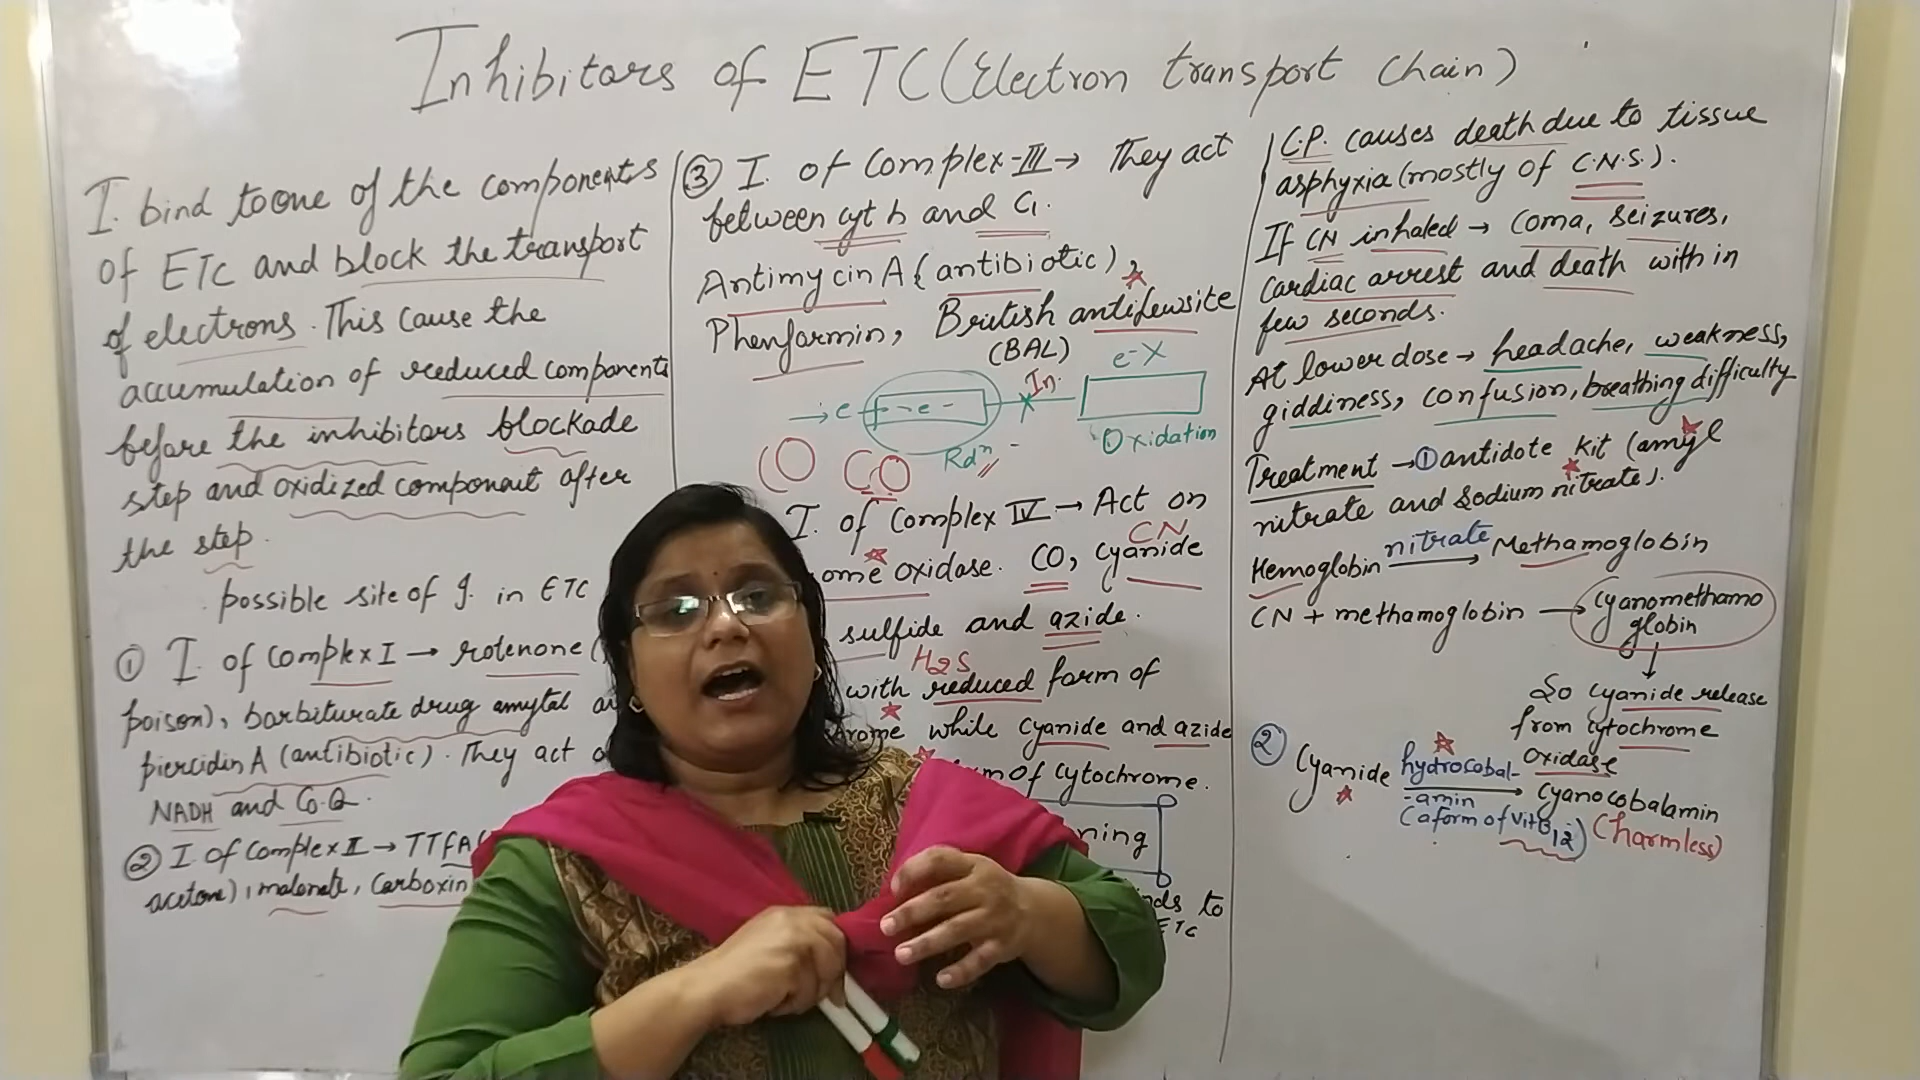 Inhibitors of ETC (Electron transport chain)
I. bind to one of the components
of ETC and block the transport
of electrons. This cause the
accumulation of reduced components
before the inhibitors blockade
step and oxidized component after
the step.
possible site of I. in ETC
① I. of Complex I → rotenone (
poison), barbiturate drug amytal
piercidin A (antibiotic). They act
NADH and Co-Q.
② I of Complex II → TTFA (
acetone), malonate, Carboxin
③ I. of Complex-III → They act
between cyt b and C1.
Antimycin A (antibiotic),
Phenformin, British antilewsite
(BAL)
e-X
In.
→ e - e -
Rdⁿ
① Oxidation
CO CO
I. of Complex IV → Act on
CN
ome oxidase. CO, Cyanide
sulfide and azide.
H2S
with reduced form of
rome while cyanide and azide
of cytochrome.
ning
nds to
ETC
C.P. causes death due to tissue
asphyxia (mostly of C.N.S.).
If CN inhaled → Coma, seizures,
cardiac arrest and death with in
few seconds.
At lower dose → headache, weakness,
giddiness, confusion, breathing difficulty
Treatment → ① antidote kit (amyl
nitrate and sodium nitrate).
Hemoglobin nitrate → Methamoglobin
CN + methamoglobin → cyanomethamo
globin
↓
So cyanide release
from cytochrome
oxidase
② Cyanide hydrocobal- → cyanocobalamin
-amin
(a form of vit B12) (harmless)